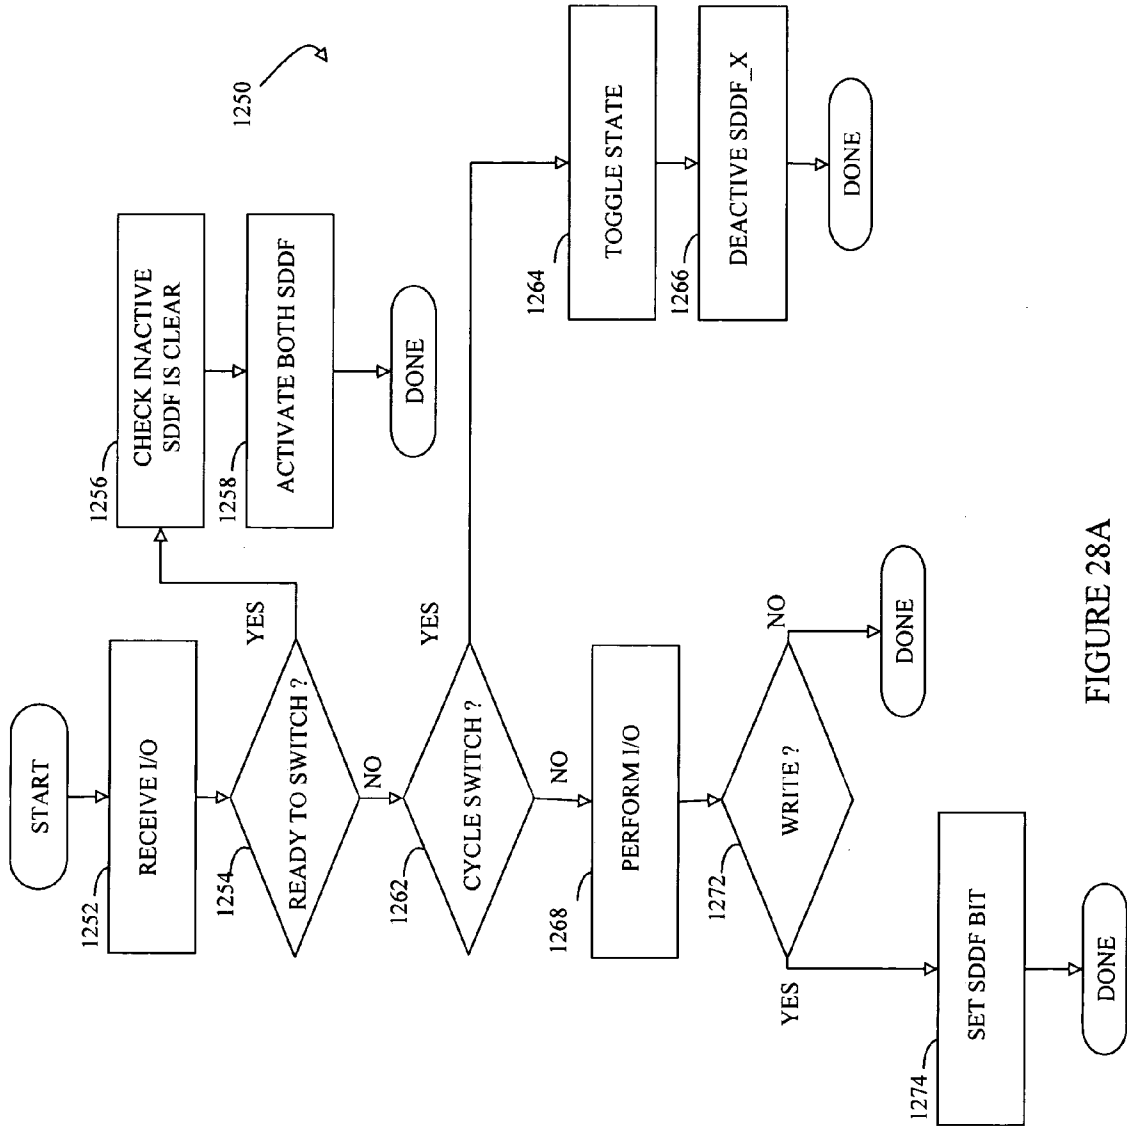 1250
START
1252
RECEIVE I/O
1254
READY TO SWITCH ?
YES
NO
1256
CHECK INACTIVE
SDDF IS CLEAR
1258
ACTIVATE BOTH SDDF
DONE
1262
CYCLE SWITCH ?
YES
NO
1264
TOGGLE STATE
1266
DEACTIVE SDDF_X
DONE
1268
PERFORM I/O
1272
WRITE ?
NO
DONE
YES
1274
SET SDDF BIT
DONE
FIGURE 28A